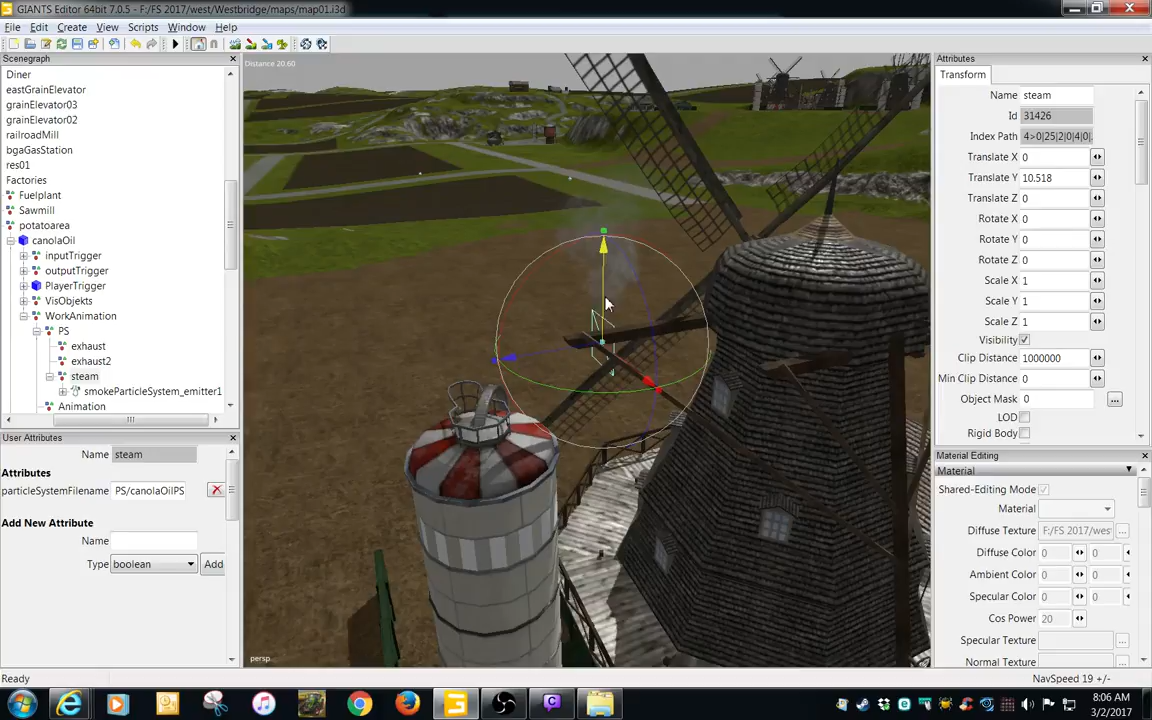 GIANTS Editor 64bit 7.0.5 - F:/FS 2017/west/Westbridge/maps/map01.i3d
File Edit Create View Scripts Window Help
Scenegraph
Diner
eastGrainElevator
grainElevator03
grainElevator02
railroadMill
bgaGasStation
res01
Factories
Fuelplant
Sawmill
potatoarea
canolaOil
inputTrigger
outputTrigger
PlayerTrigger
VisObjekts
WorkAnimation
PS
exhaust
exhaust2
steam
smokeParticleSystem_emitter1
Animation
User Attributes
Name steam
Attributes
particleSystemFilename PS/canolaOilPS
Add New Attribute
Name
Type boolean Add
Distance 20.60
persp
Attributes
Transform
Name steam
Id 31426
Index Path 4>0|25|2|0|4|0|.
Translate X 0
Translate Y 10.518
Translate Z 0
Rotate X 0
Rotate Y 0
Rotate Z 0
Scale X 1
Scale Y 1
Scale Z 1
Visibility
Clip Distance 1000000
Min Clip Distance 0
Object Mask 0 ...
LOD
Rigid Body
Material Editing
Material
Shared-Editing Mode
Material
Diffuse Texture F:/FS 2017/wes ...
Diffuse Color 0 0
Ambient Color 0 0
Specular Color 0 0
Cos Power 20
Specular Texture ...
Normal Texture
Ready
NavSpeed 19 +/-
8:06 AM
3/2/2017